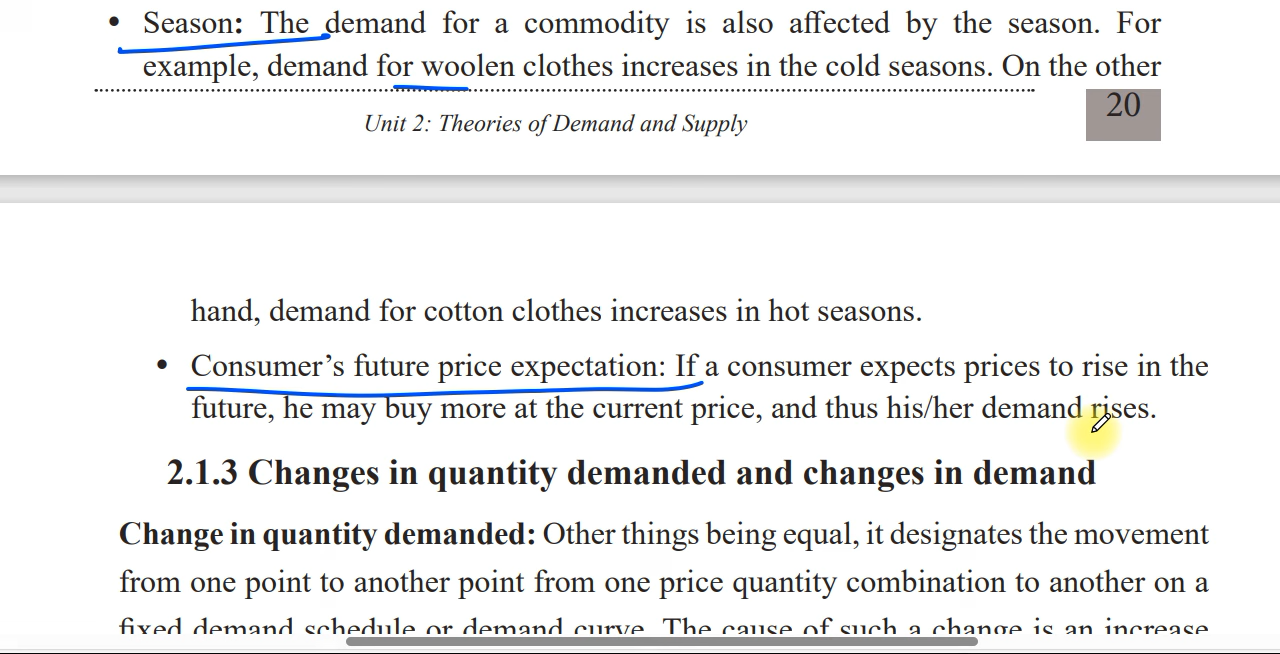 • Season: The demand for a commodity is also affected by the season. For
example, demand for woolen clothes increases in the cold seasons. On the other
Unit 2: Theories of Demand and Supply
20
hand, demand for cotton clothes increases in hot seasons.
• Consumer’s future price expectation: If a consumer expects prices to rise in the
future, he may buy more at the current price, and thus his/her demand rises.
2.1.3 Changes in quantity demanded and changes in demand
Change in quantity demanded: Other things being equal, it designates the movement
from one point to another point from one price quantity combination to another on a
fixed demand schedule or demand curve. The cause of such a change is an increase